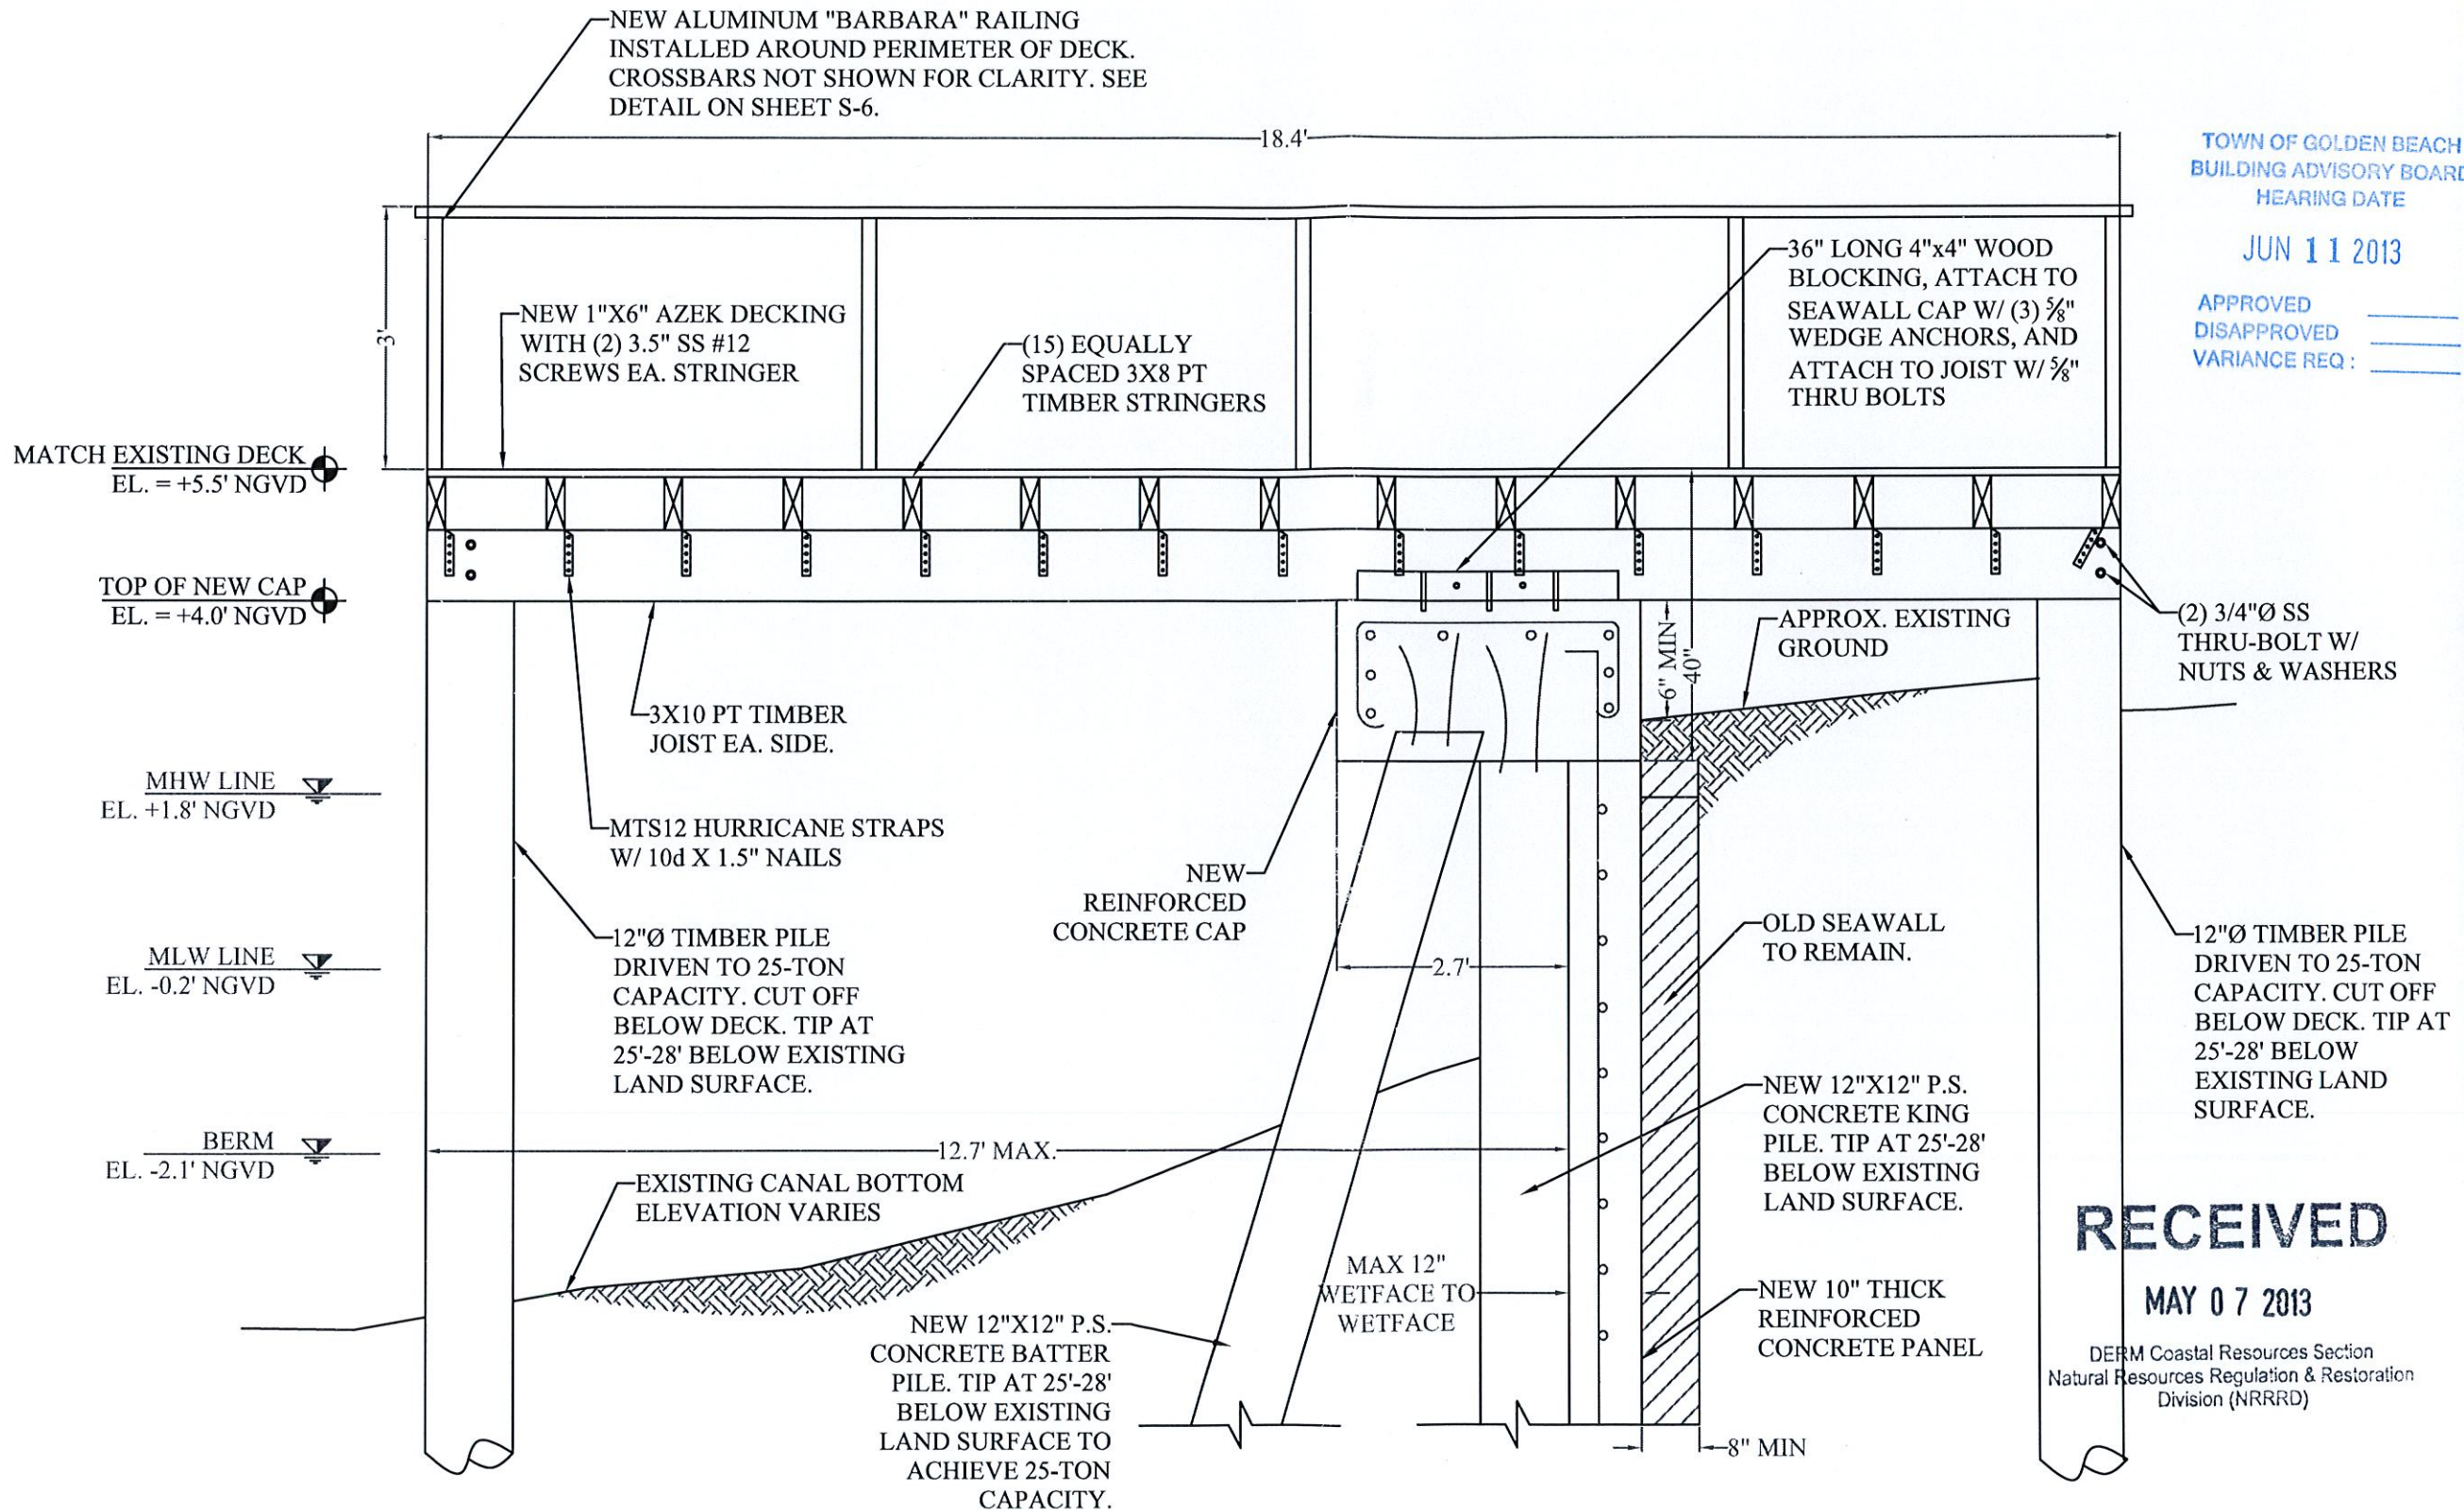 NEW ALUMINUM "BARBARA" RAILING
INSTALLED AROUND PERIMETER OF DECK.
CROSSBARS NOT SHOWN FOR CLARITY. SEE
DETAIL ON SHEET S-6.
18.4'
TOWN OF GOLDEN BEACH
BUILDING ADVISORY BOARD
HEARING DATE
JUN 11 2013
APPROVED
DISAPPROVED
VARIANCE REQ :
3'
NEW 1"X6" AZEK DECKING
WITH (2) 3.5" SS #12
SCREWS EA. STRINGER
(15) EQUALLY
SPACED 3X8 PT
TIMBER STRINGERS
36" LONG 4"x4" WOOD
BLOCKING, ATTACH TO
SEAWALL CAP W/ (3) ⅝"
WEDGE ANCHORS, AND
ATTACH TO JOIST W/ ⅝"
THRU BOLTS
MATCH EXISTING DECK
EL. = +5.5' NGVD
TOP OF NEW CAP
EL. = +4.0' NGVD
6" MIN
40"
APPROX. EXISTING
GROUND
(2) 3/4"Ø SS
THRU-BOLT W/
NUTS & WASHERS
3X10 PT TIMBER
JOIST EA. SIDE.
MHW LINE
EL. +1.8' NGVD
MTS12 HURRICANE STRAPS
W/ 10d X 1.5" NAILS
NEW
REINFORCED
CONCRETE CAP
12"Ø TIMBER PILE
DRIVEN TO 25-TON
CAPACITY. CUT OFF
BELOW DECK. TIP AT
25'-28' BELOW EXISTING
LAND SURFACE.
MLW LINE
EL. -0.2' NGVD
2.7'
OLD SEAWALL
TO REMAIN.
12"Ø TIMBER PILE
DRIVEN TO 25-TON
CAPACITY. CUT OFF
BELOW DECK. TIP AT
25'-28' BELOW
EXISTING LAND
SURFACE.
NEW 12"X12" P.S.
CONCRETE KING
PILE. TIP AT 25'-28'
BELOW EXISTING
LAND SURFACE.
BERM
EL. -2.1' NGVD
12.7' MAX.
EXISTING CANAL BOTTOM
ELEVATION VARIES
MAX 12"
WETFACE TO
WETFACE
NEW 10" THICK
REINFORCED
CONCRETE PANEL
NEW 12"X12" P.S.
CONCRETE BATTER
PILE. TIP AT 25'-28'
BELOW EXISTING
LAND SURFACE TO
ACHIEVE 25-TON
CAPACITY.
8" MIN
RECEIVED
MAY 07 2013
DERM Coastal Resources Section
Natural Resources Regulation & Restoration
Division (NRRRD)